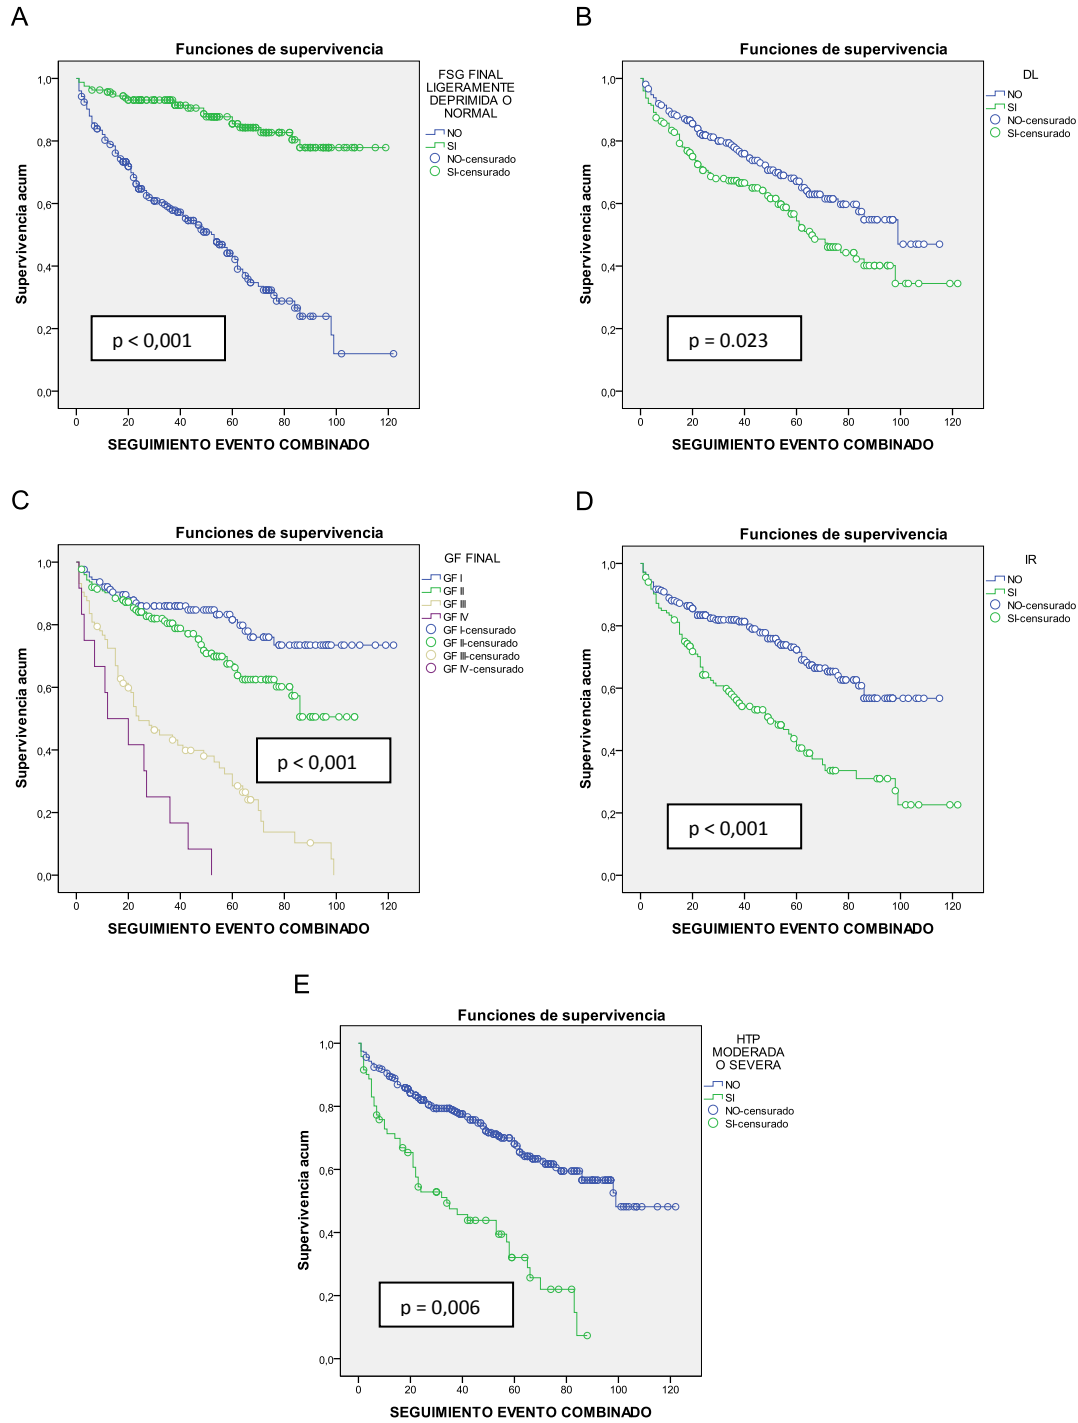 A
Funciones de supervivencia
FSG FINAL
LIGERAMENTE
DEPRIMIDA O
NORMAL
NO
SI
NO-censurado
SI-censurado
Supervivencia acum
1,0
0,8
0,6
0,4
0,2
0,0
p < 0,001
0 20 40 60 80 100 120
SEGUIMIENTO EVENTO COMBINADO
B
Funciones de supervivencia
DL
NO
SI
NO-censurado
SI-censurado
Supervivencia acum
1,0
0,8
0,6
0,4
0,2
0,0
p = 0.023
0 20 40 60 80 100 120
SEGUIMIENTO EVENTO COMBINADO
C
Funciones de supervivencia
GF FINAL
GF I
GF II
GF III
GF IV
GF I-censurado
GF II-censurado
GF III-censurado
GF IV-censurado
Supervivencia acum
1,0
0,8
0,6
0,4
0,2
0,0
p < 0,001
0 20 40 60 80 100 120
SEGUIMIENTO EVENTO COMBINADO
D
Funciones de supervivencia
IR
NO
SI
NO-censurado
SI-censurado
Supervivencia acum
1,0
0,8
0,6
0,4
0,2
0,0
p < 0,001
0 20 40 60 80 100 120
SEGUIMIENTO EVENTO COMBINADO
E
Funciones de supervivencia
HTP
MODERADA
O SEVERA
NO
SI
NO-censurado
SI-censurado
Supervivencia acum
1,0
0,8
0,6
0,4
0,2
0,0
p = 0,006
0 20 40 60 80 100 120
SEGUIMIENTO EVENTO COMBINADO